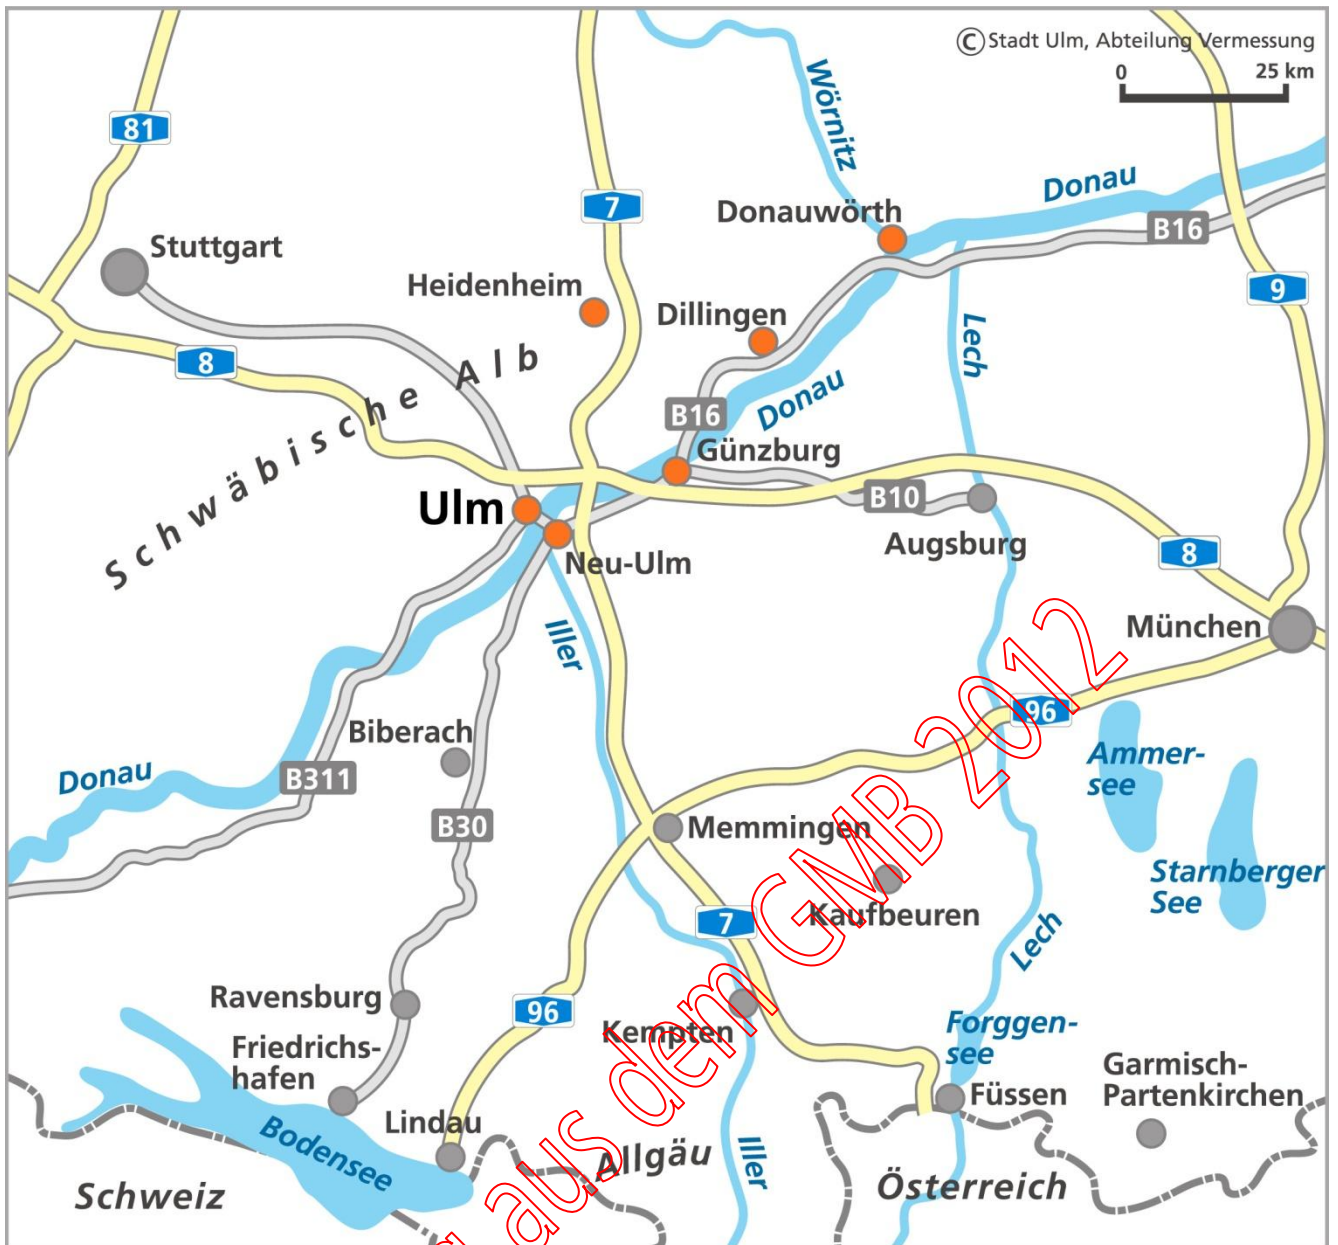 © Stadt Ulm, Abteilung Vermessung
0 25 km
81
Wörnitz
7
Donau
Donauwörth
B16
Stuttgart
Heidenheim
9
Dillingen
Lech
8
Schwäbische Alb
Donau
B16
Günzburg
Ulm
B10
Augsburg
Neu-Ulm
8
Iller
München
96
Biberach
Ammer-
see
Donau
B311
B30
Memmingen
Starnberger
See
Kaufbeuren
7
Lech
Ravensburg
96
Kempten
Forggen-
see
Friedrichs-
hafen
Garmisch-
Partenkirchen
Füssen
Lindau
Bodensee
Allgäu
Iller
Schweiz
Österreich
aus dem GMB 2012